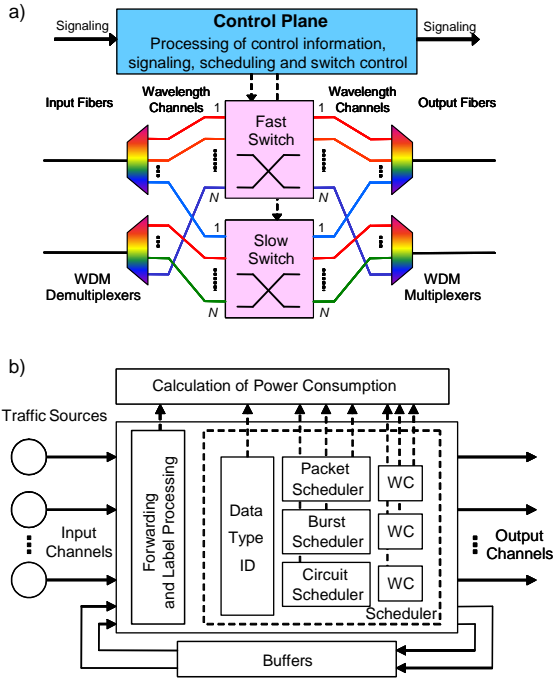 a)
Control Plane
Signaling
Signaling
Processing of control information,
signaling, scheduling and switch control
Input Fibers
Wavelength
Channels
Wavelength
Channels
Output Fibers
1
1
Fast
Switch
N
N
1
1
Slow
Switch
WDM
Demultiplexers
WDM
Multiplexers
N
N
b)
Calculation of Power Consumption
Traffic Sources
Input
Channels
Forwarding
and Label Processing
Data
Type
ID
Packet
Scheduler
Burst
Scheduler
Circuit
Scheduler
WC
WC
WC
Scheduler
Output
Channels
Buffers